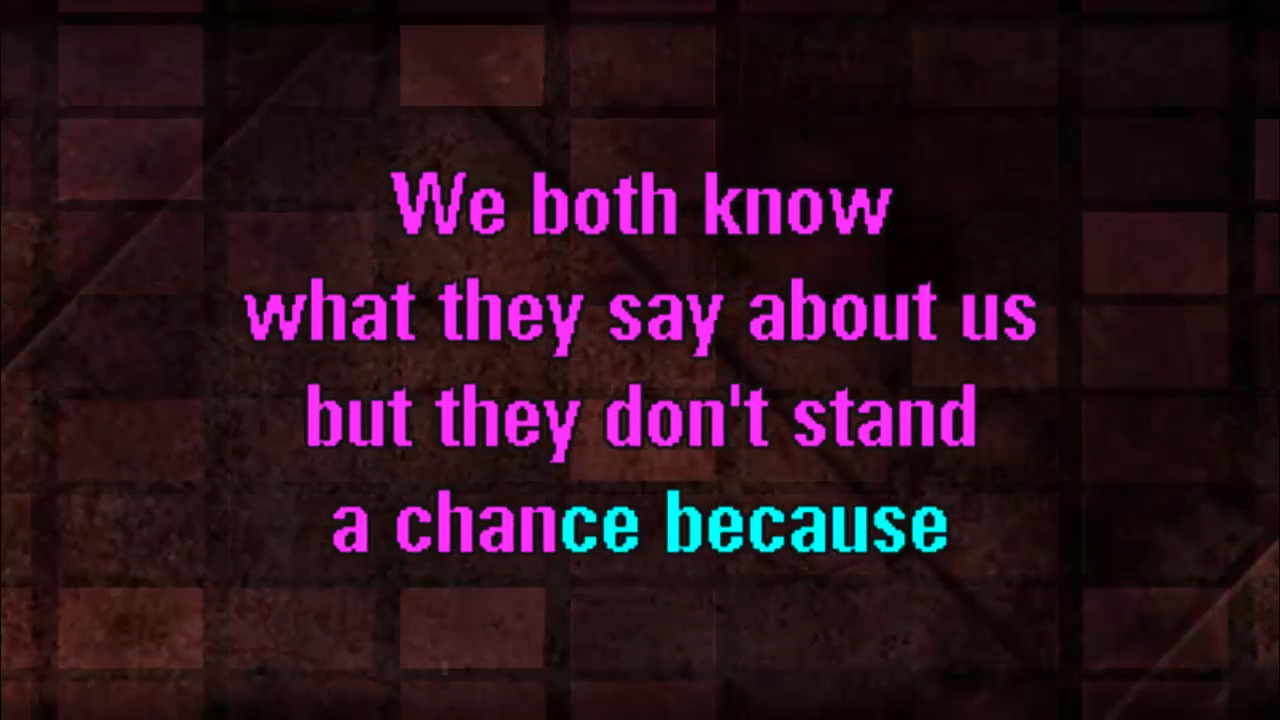 We both know
what they say about us
but they don't stand
a chance because